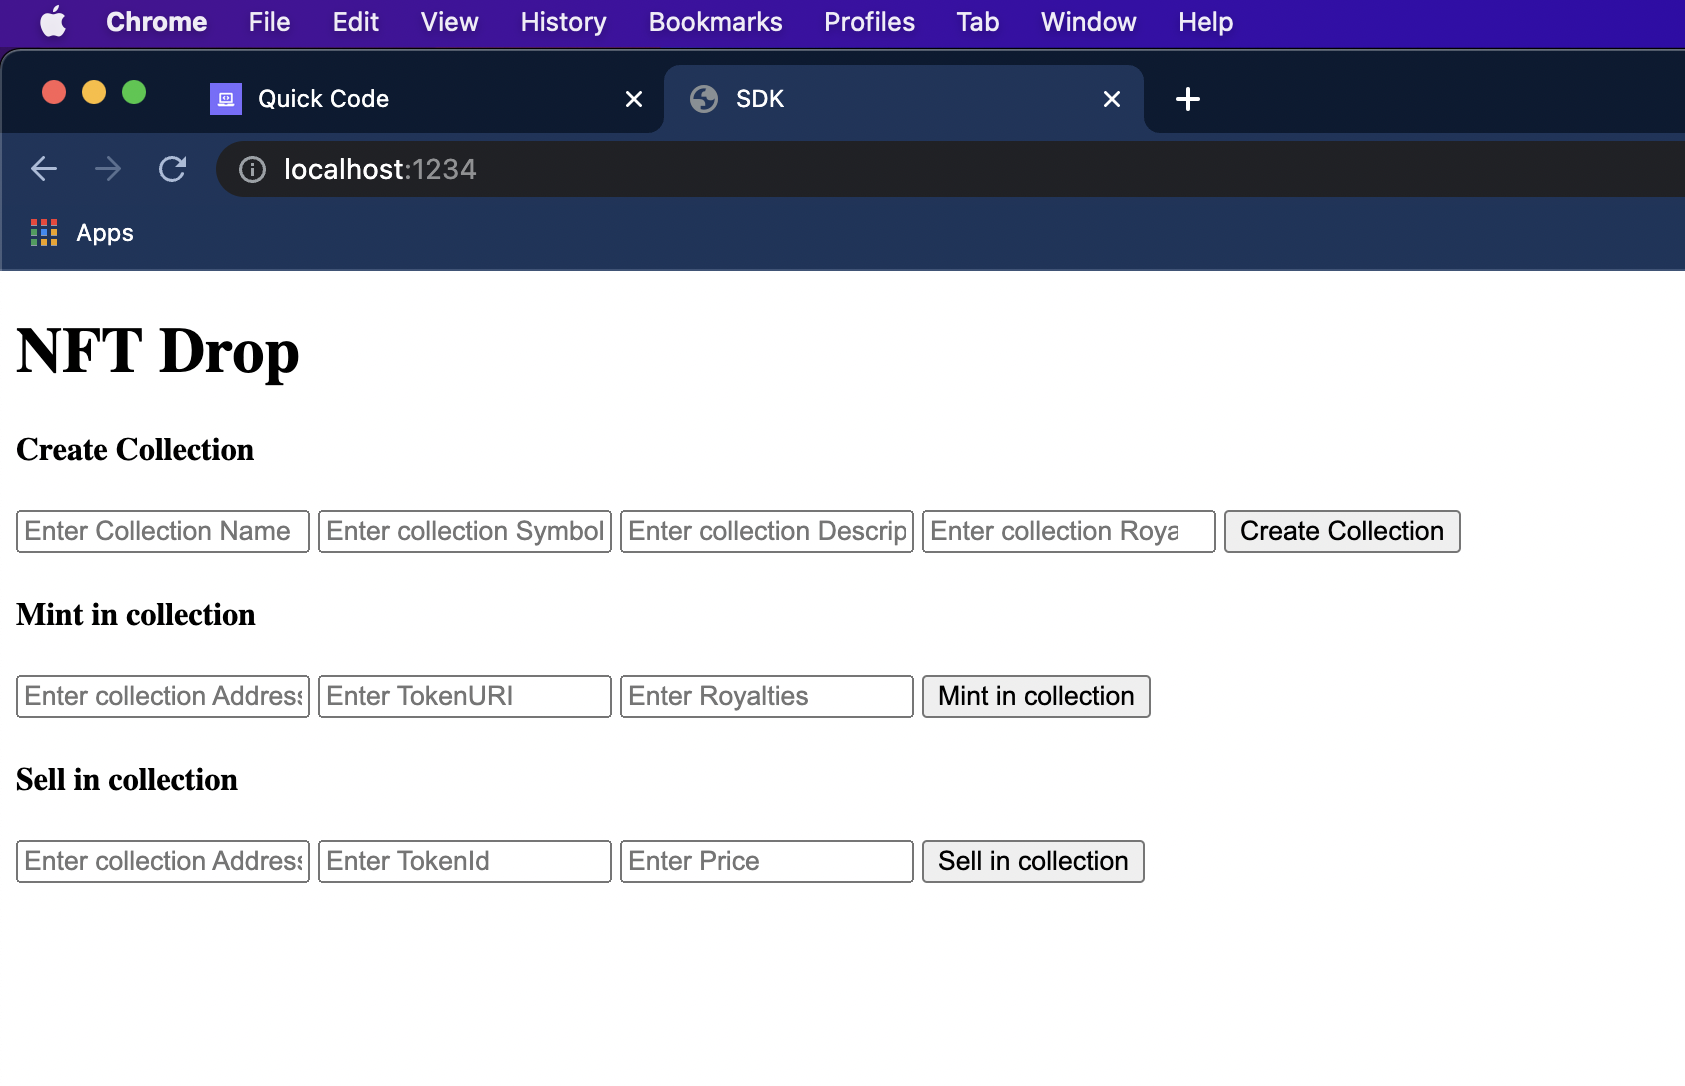 Chrome File Edit View History Bookmarks Profiles Tab Window Help
Quick Code SDK
localhost:1234
Apps
NFT Drop
Create Collection
Enter Collection Name Enter collection Symbol Enter collection Descrip Enter collection Roya Create Collection
Mint in collection
Enter collection Address Enter TokenURI Enter Royalties Mint in collection
Sell in collection
Enter collection Address Enter TokenId Enter Price Sell in collection